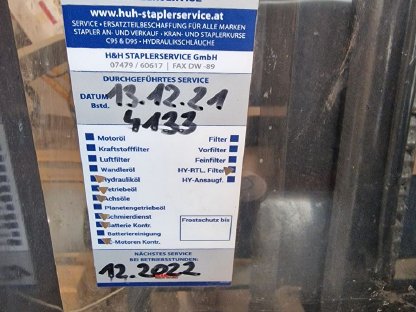 www.huh-staplerservice.at
SERVICE • ERSATZTEILBESCHAFFUNG FÜR ALLE MARKEN
STAPLER AN- UND VERKAUF • KRAN- UND STAPLERKURSE
C95 & D95 - HYDRAULIKSCHLÄUCHE
H&H STAPLERSERVICE GmbH
07479 / 60617 | FAX DW -89
DURCHGEFÜHRTES SERVICE
DATUM 13.12.21
Bstd. 4133
Motoröl Filter
Kraftstofffilter Vorfilter
Luftfilter Feinfilter
Wandleröl HY-RTL. Filter
Hydrauliköl HY-Ansaugf.
Getriebeöl
Achsöle
Planetengetriebeöl
Schmierdienst Frostschutz bis
Batterie Kontr.
Batteriereinigung
E-Motoren Kontr.
NÄCHSTES SERVICE
BEI BETRIEBSSTUNDEN:
12.2022